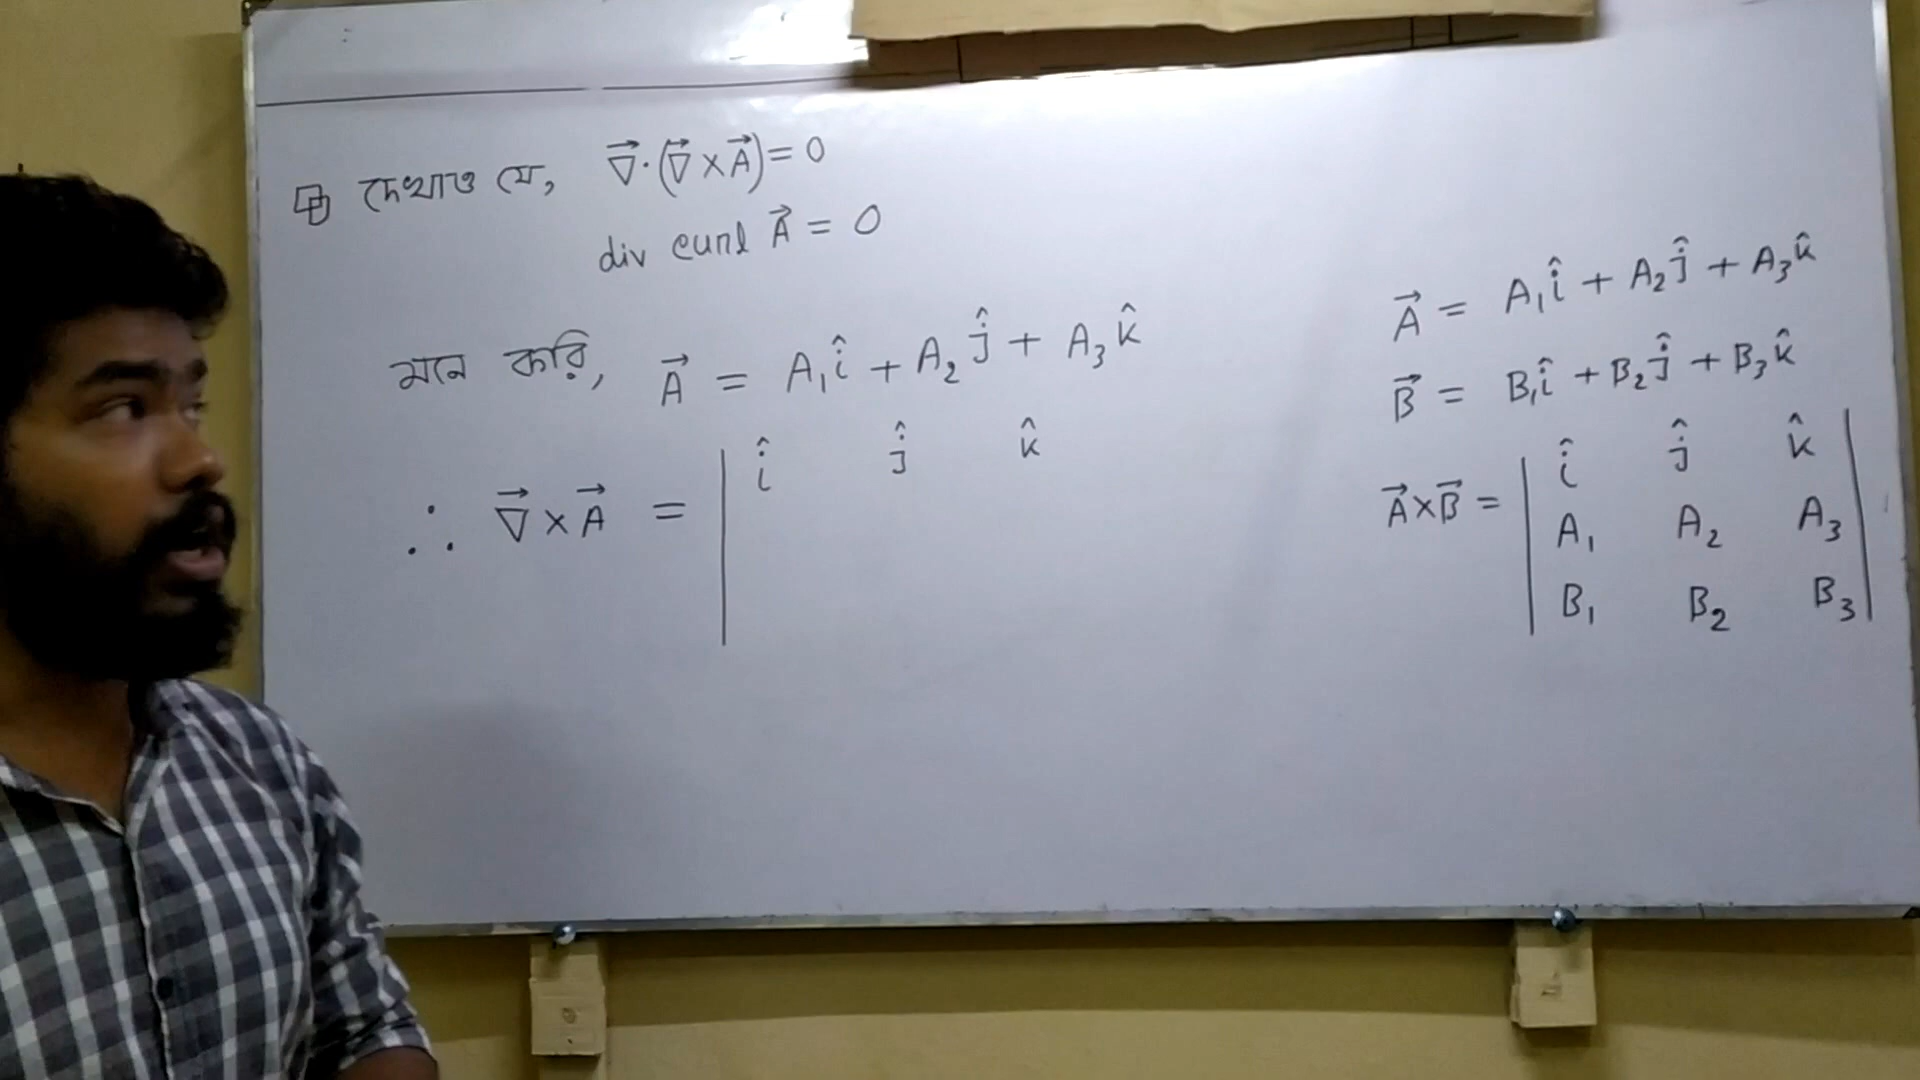 দেখাও যে, ∇⃗·(∇⃗×A⃗)=0
div curl A⃗ = 0
মনে করি, A⃗ = A₁î + A₂ĵ + A₃k̂
∴ ∇⃗×A⃗ = | î ĵ k̂
A⃗ = A₁î + A₂ĵ + A₃k̂
B⃗ = B₁î + B₂ĵ + B₃k̂
A⃗×B⃗ = | î ĵ k̂ |
A₁ A₂ A₃
B₁ B₂ B₃